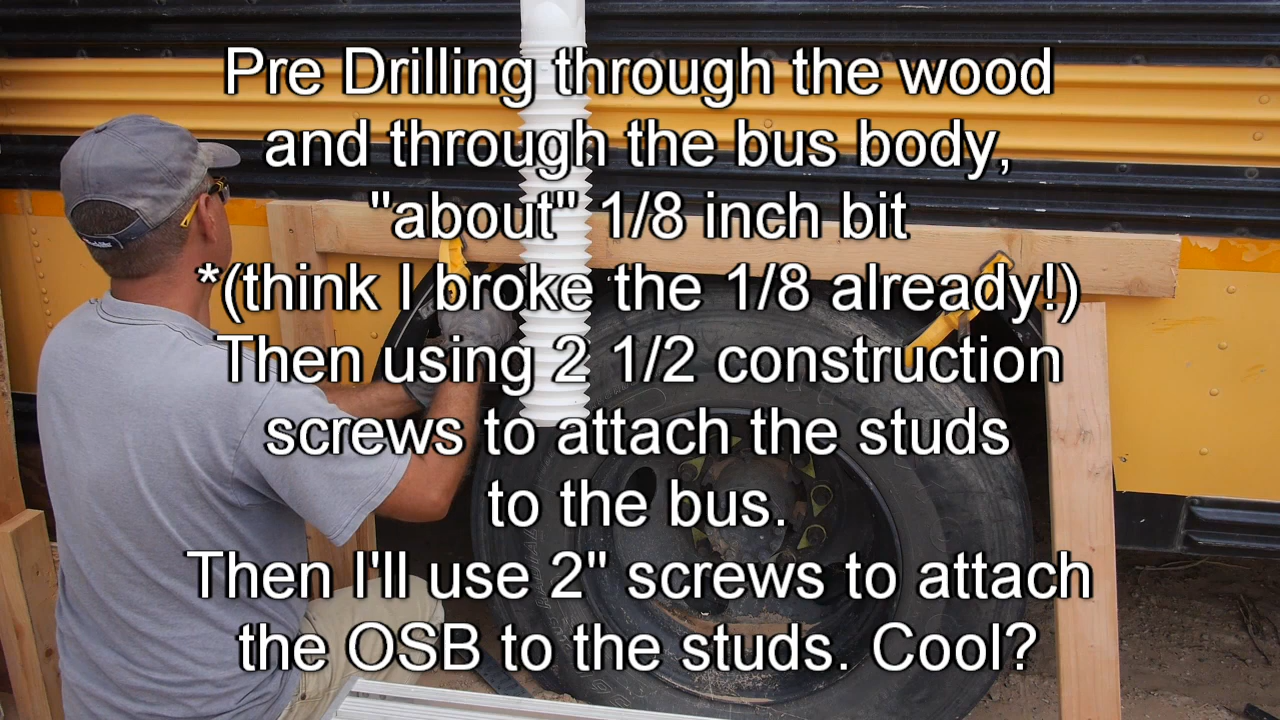 Pre Drilling through the wood
and through the bus body,
"about" 1/8 inch bit
*(think I broke the 1/8 already!)
Then using 2 1/2 construction
screws to attach the studs
to the bus.
Then I'll use 2" screws to attach
the OSB to the studs. Cool?